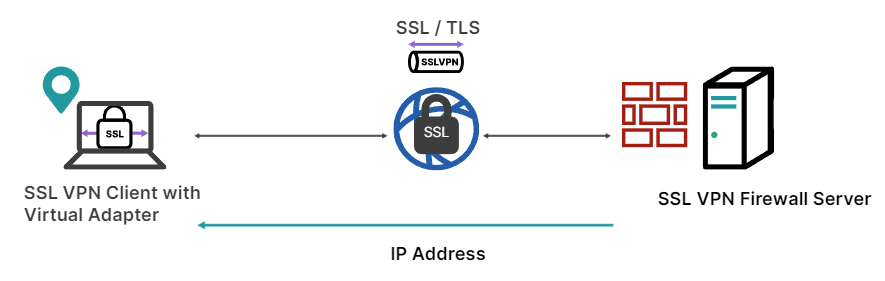 SSL / TLS
SSLVPN
SSL
SSL
SSL VPN Client with
Virtual Adapter
SSL VPN Firewall Server
IP Address